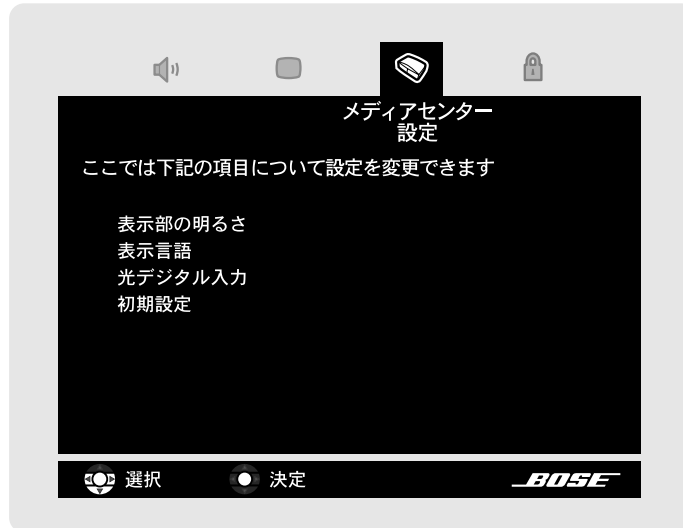 メディアセンター
設定
ここでは下記の項目について設定を変更できます
表示部の明るさ
表示言語
光デジタル入力
初期設定
選択 決定 BOSE